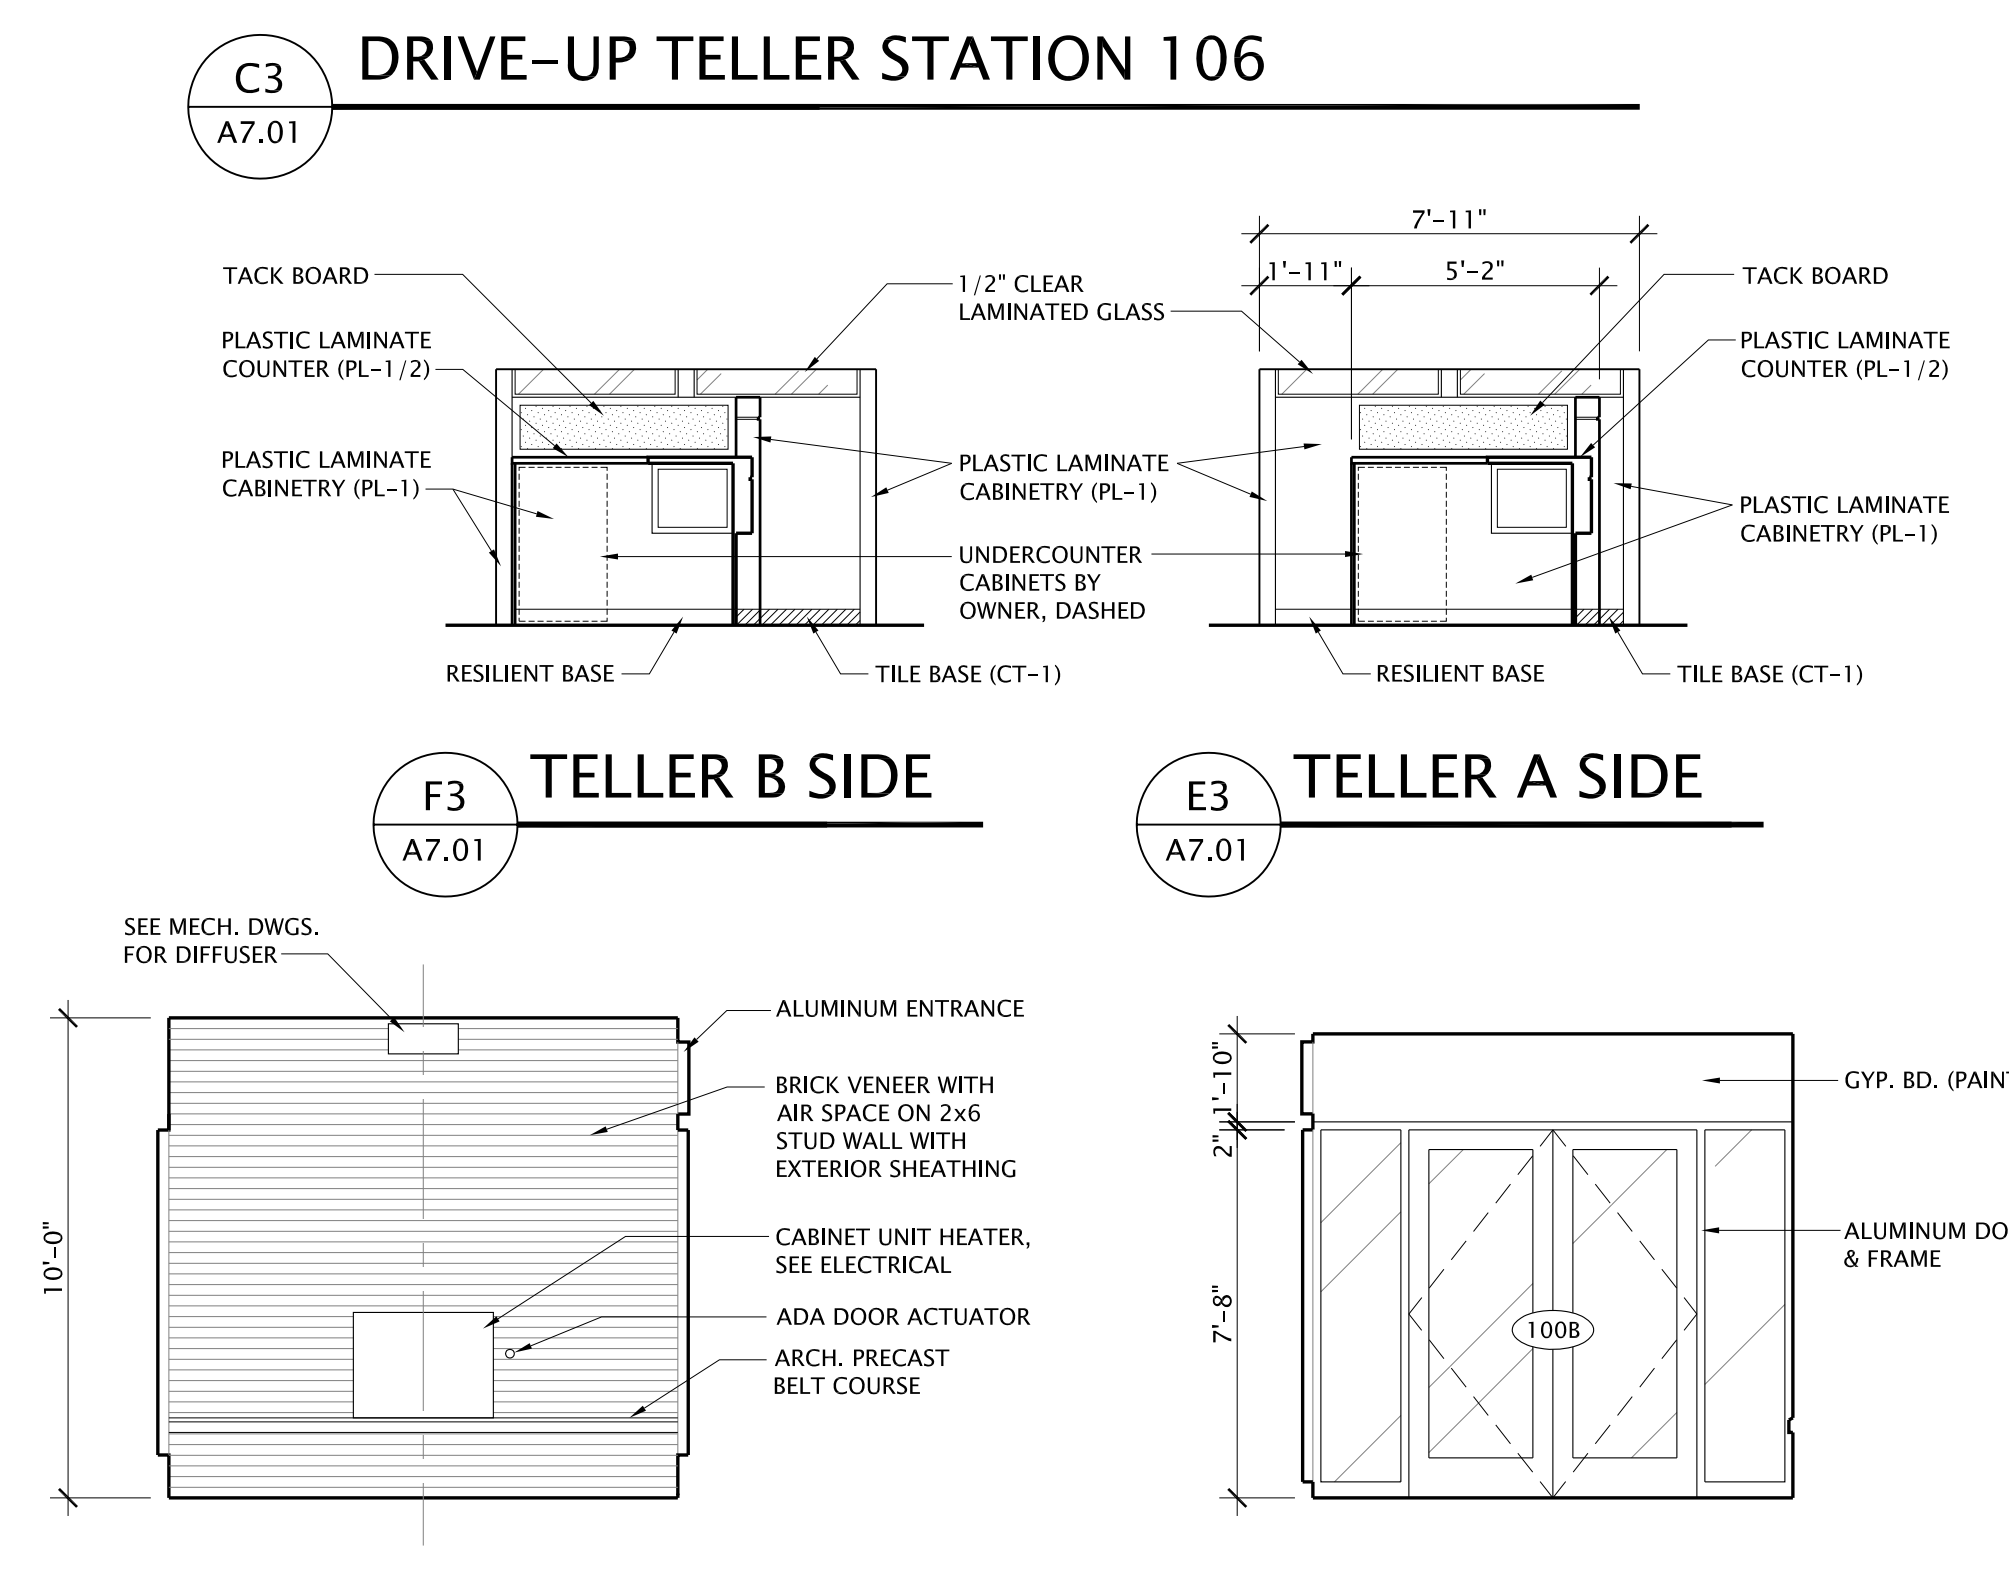 C3
A7.01
DRIVE-UP TELLER STATION 106
7'-11"
1'-11"
5'-2"
TACK BOARD
PLASTIC LAMINATE
COUNTER (PL-1/2)
PLASTIC LAMINATE
CABINETRY (PL-1)
1/2" CLEAR
LAMINATED GLASS
PLASTIC LAMINATE
CABINETRY (PL-1)
UNDERCOUNTER
CABINETS BY
OWNER, DASHED
TACK BOARD
PLASTIC LAMINATE
COUNTER (PL-1/2)
PLASTIC LAMINATE
CABINETRY (PL-1)
RESILIENT BASE
TILE BASE (CT-1)
RESILIENT BASE
TILE BASE (CT-1)
F3
A7.01
TELLER B SIDE
E3
A7.01
TELLER A SIDE
SEE MECH. DWGS.
FOR DIFFUSER
10'-0"
ALUMINUM ENTRANCE
BRICK VENEER WITH
AIR SPACE ON 2x6
STUD WALL WITH
EXTERIOR SHEATHING
CABINET UNIT HEATER,
SEE ELECTRICAL
ADA DOOR ACTUATOR
ARCH. PRECAST
BELT COURSE
1'-10"
2"
7'-8"
100B
GYP. BD.
ALUMINUM
& FRAME